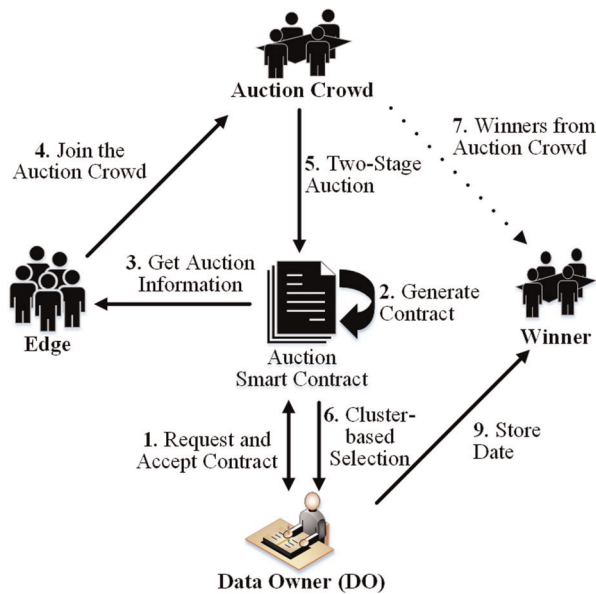 Auction Crowd
4. Join the
Auction Crowd
7. Winners from
Auction Crowd
5. Two-Stage
Auction
3. Get Auction
Information
2. Generate
Contract
Edge
Winner
Auction
Smart Contract
1. Request and
Accept Contract
6. Cluster-
based
Selection
9. Store
Date
Data Owner (DO)